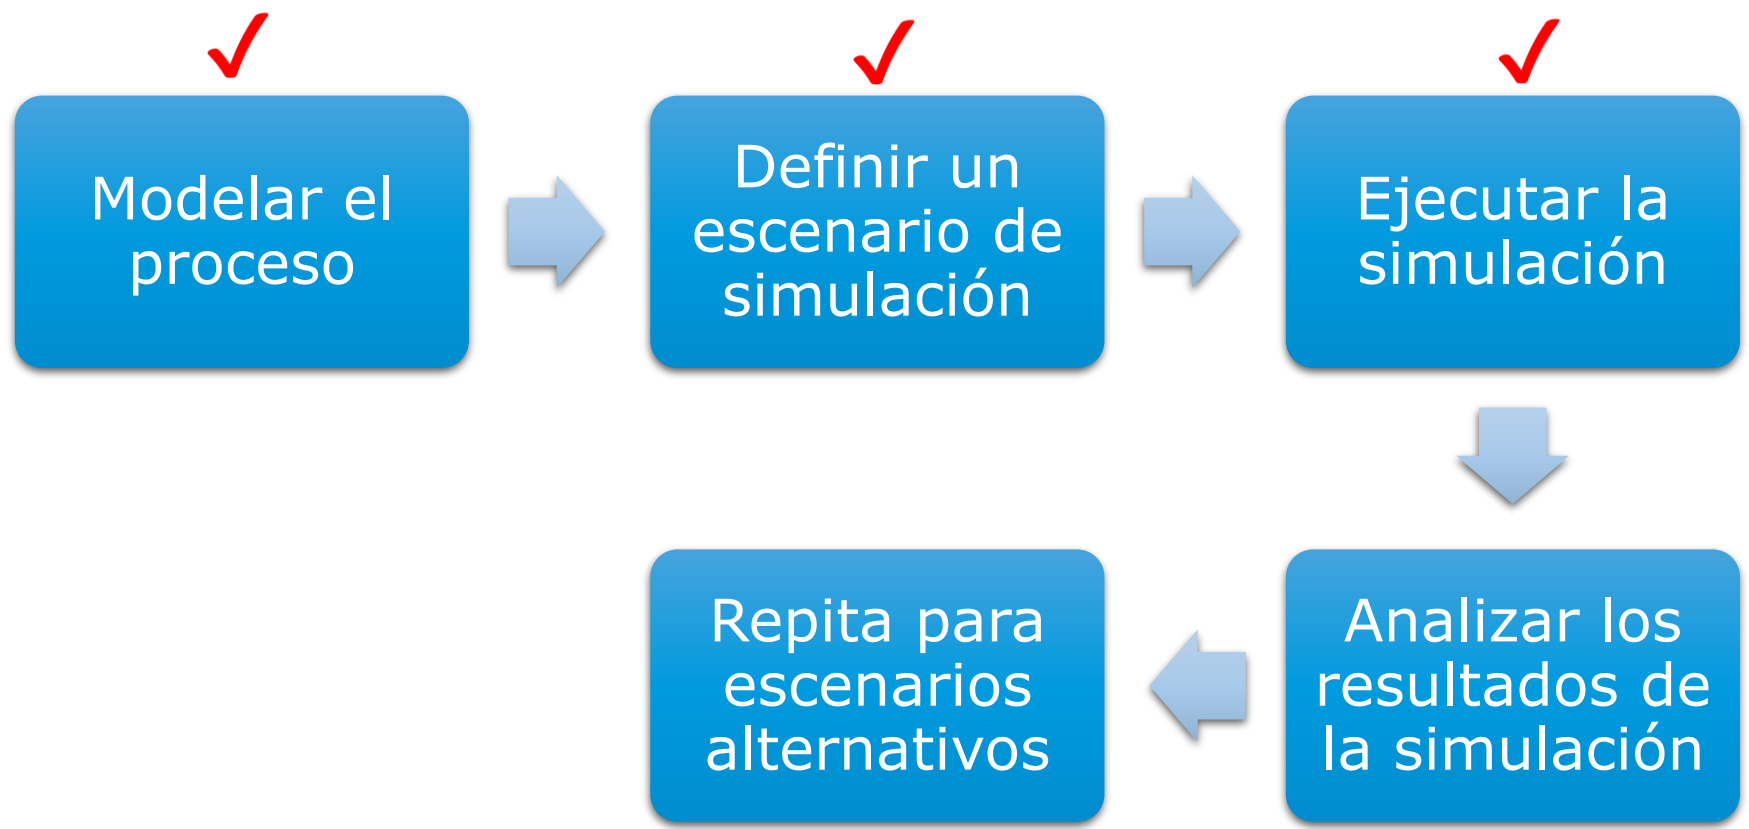 Modelar el
proceso
Definir un
escenario de
simulación
Ejecutar la
simulación
Analizar los
resultados de
la simulación
Repita para
escenarios
alternativos